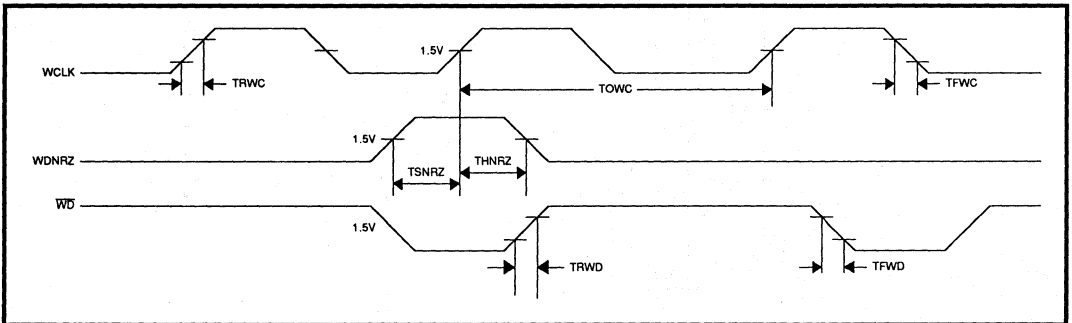 1.5V
WCLK
TRWC
TOWC
TFWC
1.5V
WDNRZ
TSNRZ
THNRZ
WD
1.5V
TRWD
TFWD